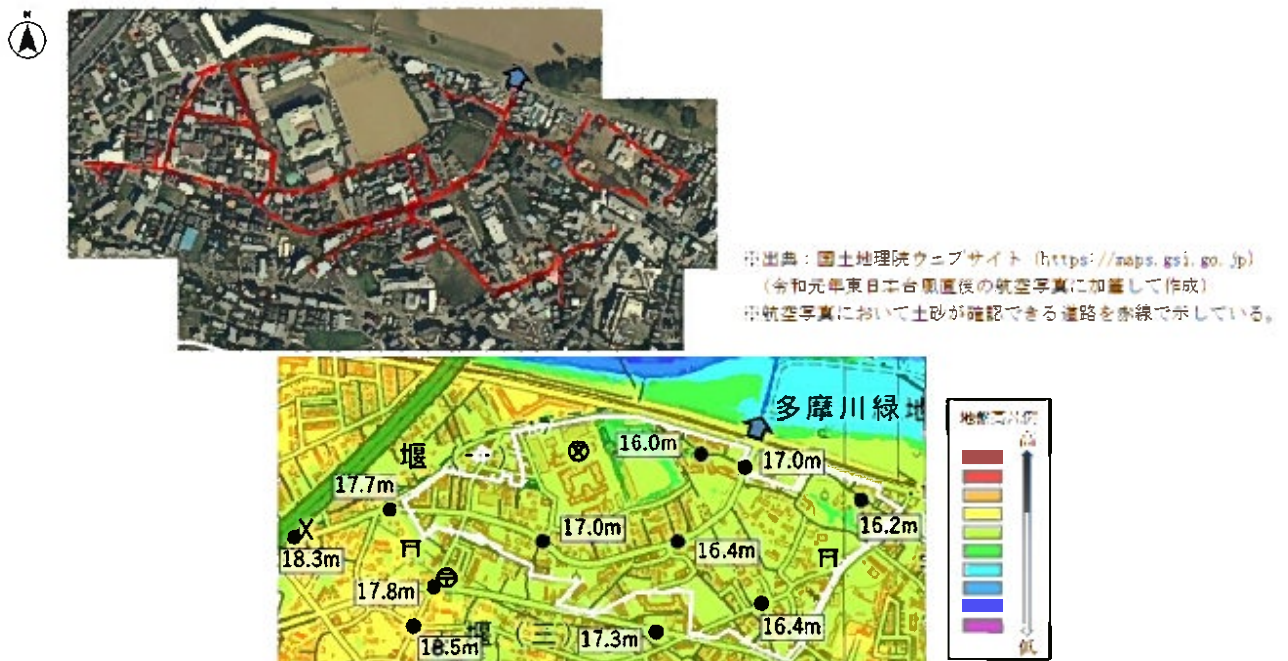 N
※出典：国土地理院ウェブサイト（https://maps.gsi.go.jp）
（令和元年東日本台風直後の航空写真に加筆して作成）
※航空写真において土砂が確認できる道路を赤線で示している。
多摩川緑地
堰
16.0m
17.0m
17.7m
17.0m
16.2m
16.4m
18.3m
17.8m
16.4m
18.5m
堰（三）
17.3m
地盤高凡例
高
低